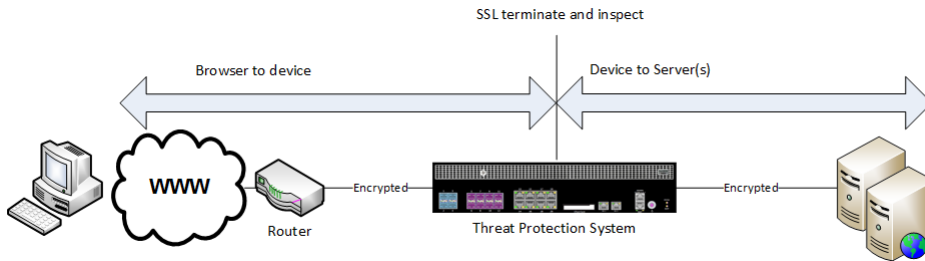 SSL terminate and inspect
Browser to device
Device to Server(s)
WWW
Encrypted
Encrypted
Router
Threat Protection System